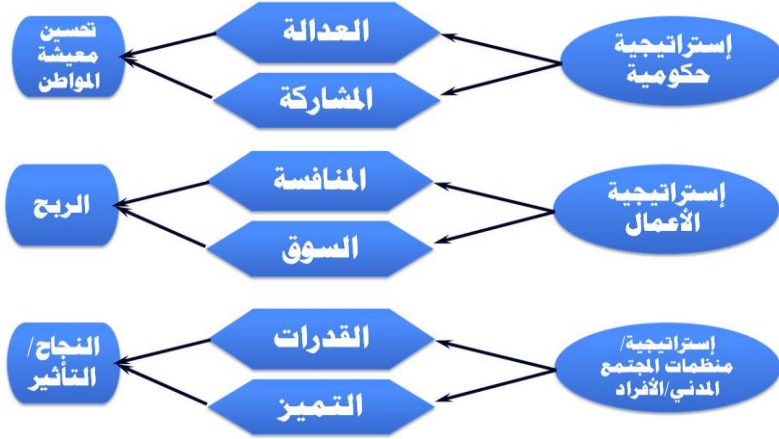 إستراتيجية
حكومية
العدالة
المشاركة
تحسين
معيشة
المواطن
إستراتيجية
الأعمال
المنافسة
السوق
الربح
إستراتيجية/
منظمات المجتمع
المدني/الأفراد
القدرات
التميز
النجاح/
التأثير